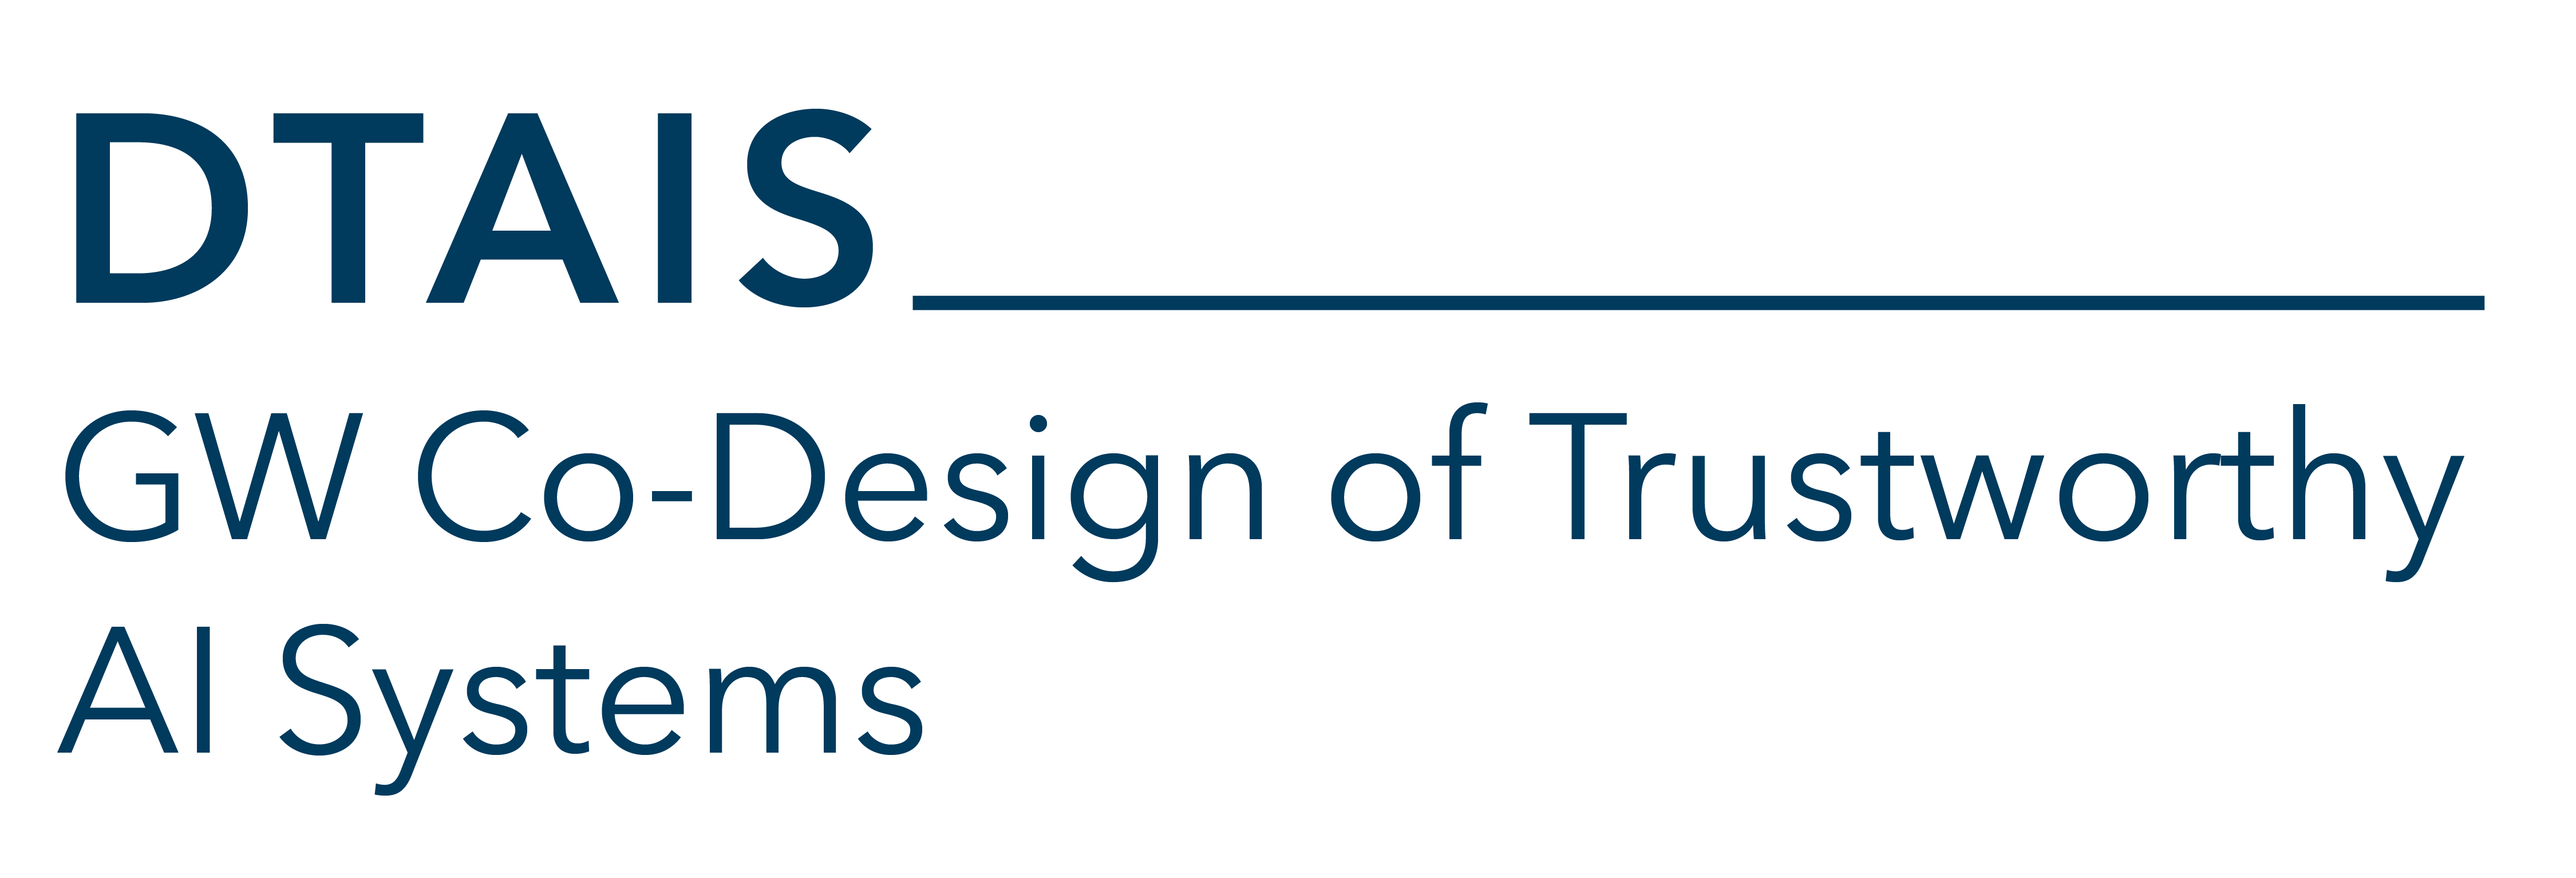 DTAIS
GW Co-Design of Trustworthy
AI Systems